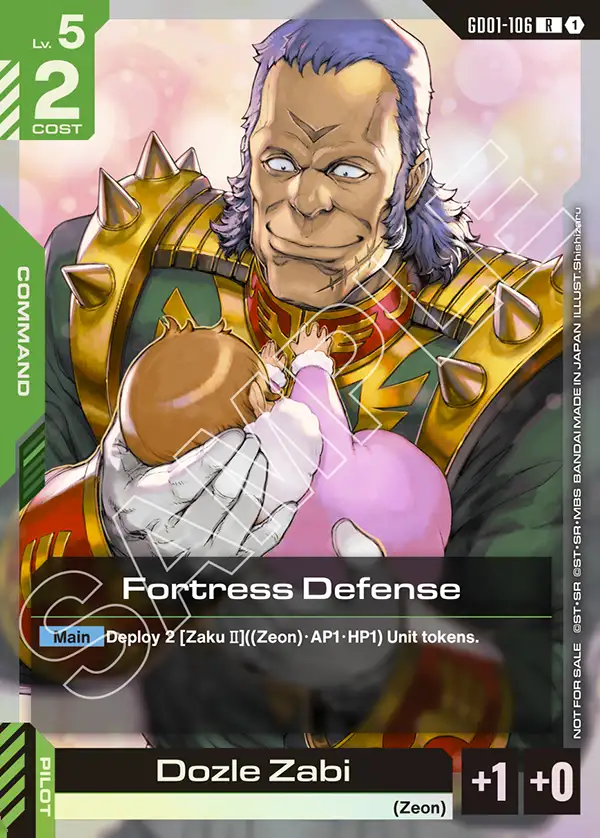 Lv. 5
2
COST
GD01-106 R 1
COMMAND
SAMPLE
NOT FOR SALE ©ST・SR ©ST・SR・MBS BANDAI MADE IN JAPAN ILLUST.Shishizaru
Fortress Defense
Main Deploy 2 [Zaku Ⅱ]((Zeon)・AP1・HP1) Unit tokens.
PILOT
Dozle Zabi
(Zeon)
+1 +0